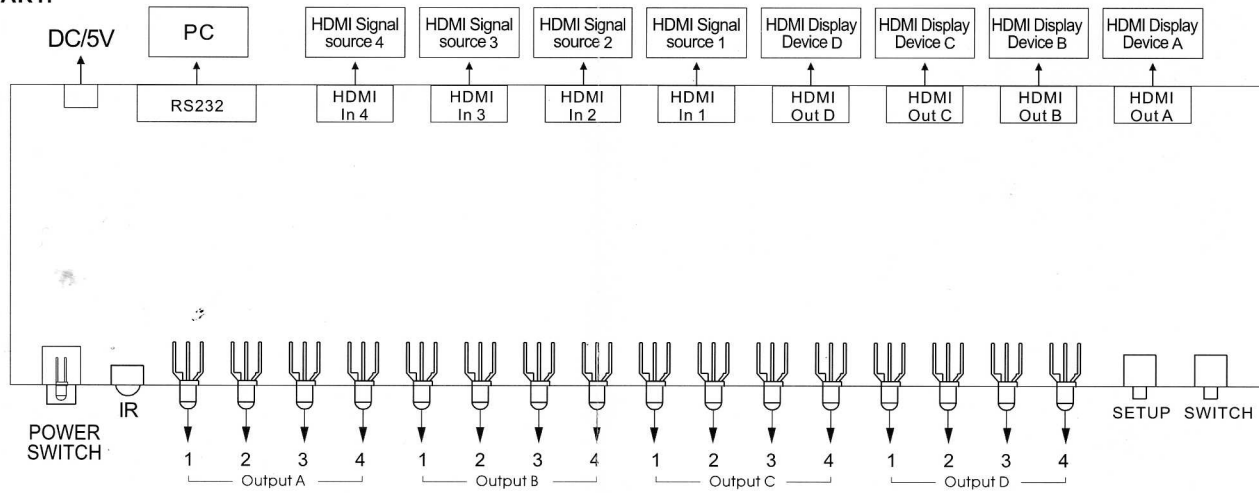 DC/5V
PC
HDMI Signal
source 4
HDMI Signal
source 3
HDMI Signal
source 2
HDMI Signal
source 1
HDMI Display
Device D
HDMI Display
Device C
HDMI Display
Device B
HDMI Display
Device A
RS232
HDMI
In 4
HDMI
In 3
HDMI
In 2
HDMI
In 1
HDMI
Out D
HDMI
Out C
HDMI
Out B
HDMI
Out A
POWER
SWITCH
IR
SETUP
SWITCH
1 2 3 4
Output A
1 2 3 4
Output B
1 2 3 4
Output C
1 2 3 4
Output D